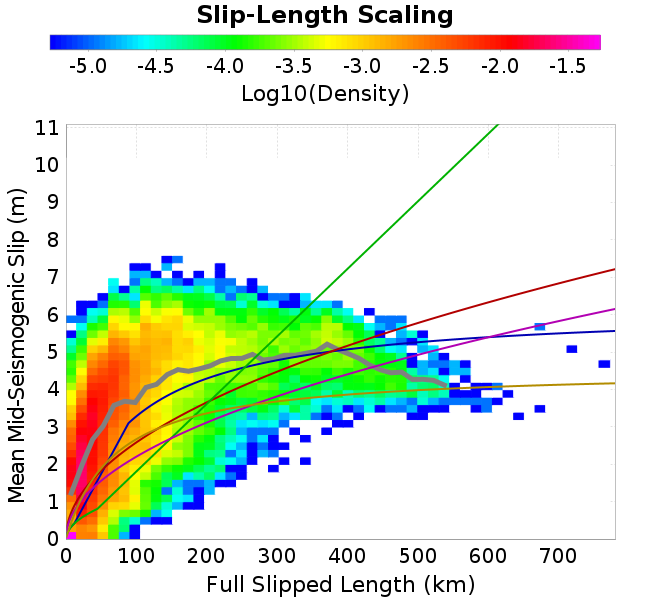 Slip-Length Scaling
-5.0 -4.5 -4.0 -3.5 -3.0 -2.5 -2.0 -1.5
Log10(Density)
11
10
9
8
7
6
5
4
3
2
1
0
Mean Mid-Seismogenic Slip (m)
0 100 200 300 400 500 600 700
Full Slipped Length (km)